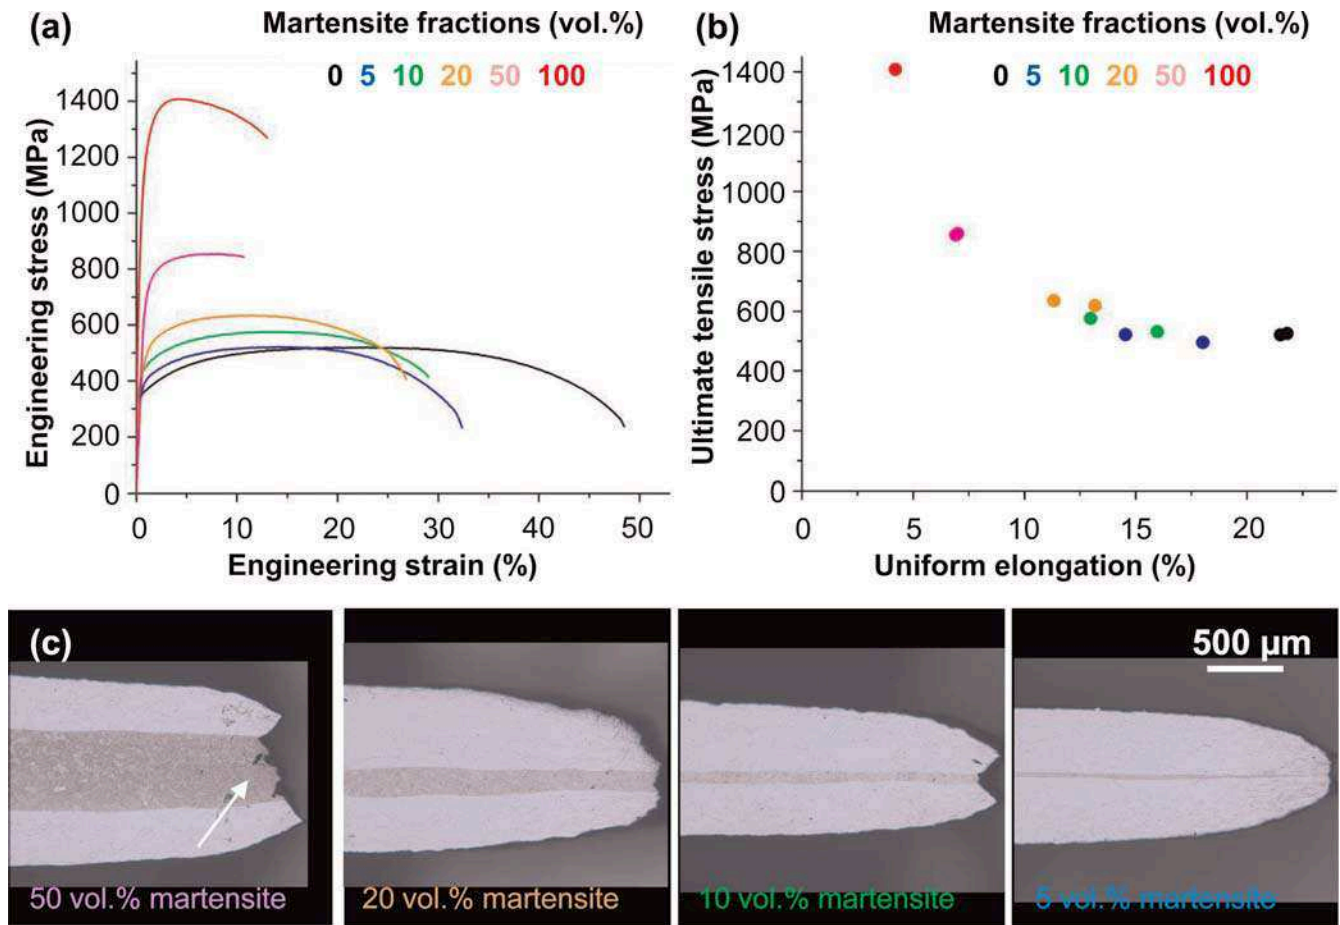 (a) Martensite fractions (vol.%)
0 5 10 20 50 100
Engineering stress (MPa)
1400
1200
1000
800
600
400
200
0
0 10 20 30 40 50
Engineering strain (%)
(b) Martensite fractions (vol.%)
0 5 10 20 50 100
Ultimate tensile stress (MPa)
1400
1200
1000
800
600
400
200
0
0 5 10 15 20
Uniform elongation (%)
(c)
500 µm
50 vol.% martensite
20 vol.% martensite
10 vol.% martensite
5 vol.% martensite